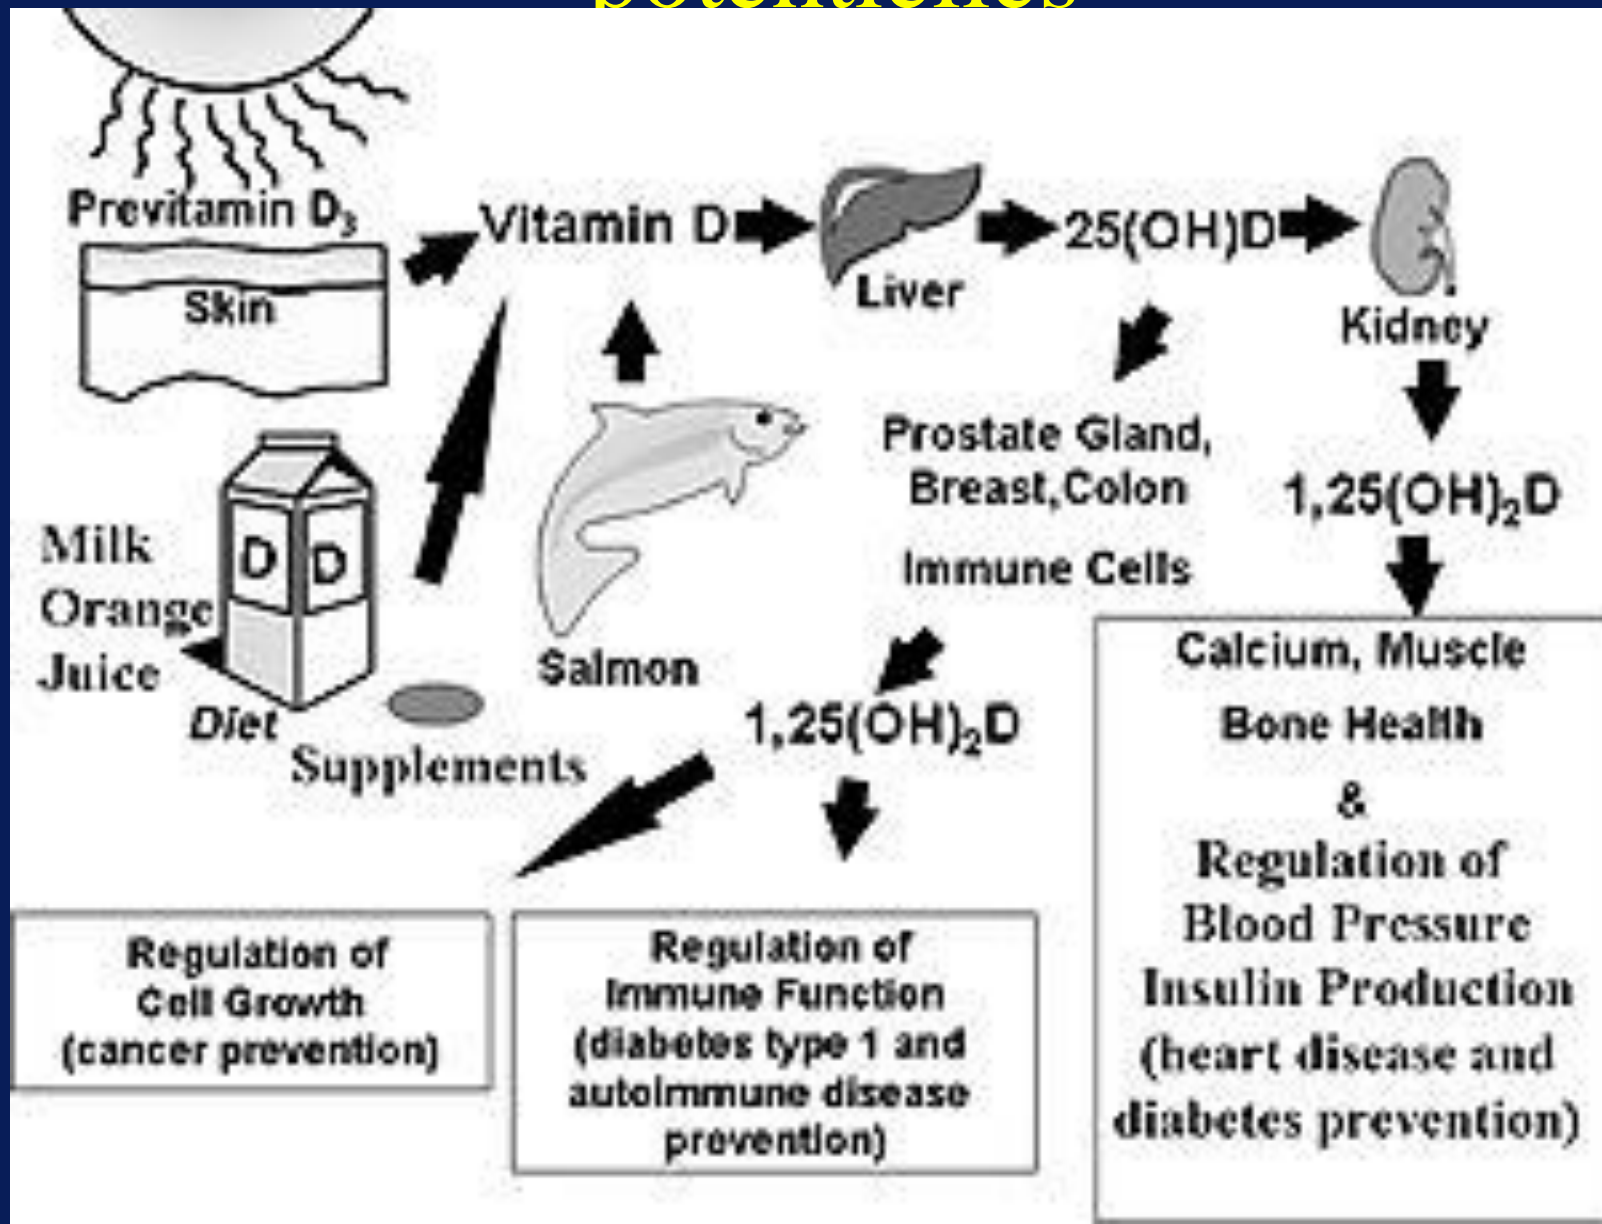 potentielles
Previtamin D₃
Skin
Vitamin D
Liver
25(OH)D
Kidney
Prostate Gland,
Breast,Colon
Immune Cells
1,25(OH)₂D
Milk
Orange
Juice
D D
Diet
Supplements
Salmon
1,25(OH)₂D
Calcium, Muscle
Bone Health
&
Regulation of
Blood Pressure
Insulin Production
(heart disease and
diabetes prevention)
Regulation of
Cell Growth
(cancer prevention)
Regulation of
Immune Function
(diabetes type 1 and
autoimmune disease
prevention)